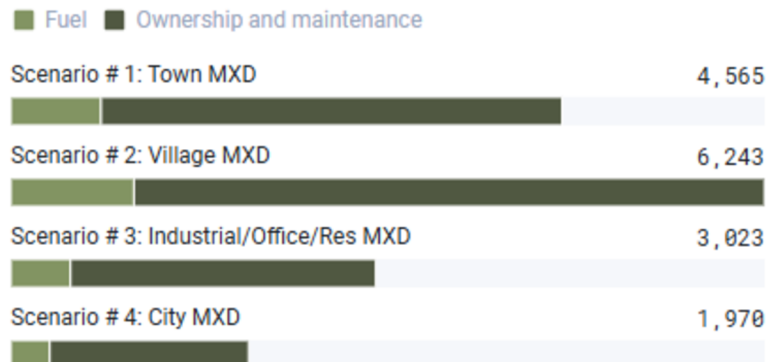 Fuel Ownership and maintenance
Scenario # 1: Town MXD 4,565
Scenario # 2: Village MXD 6,243
Scenario # 3: Industrial/Office/Res MXD 3,023
Scenario # 4: City MXD 1,970